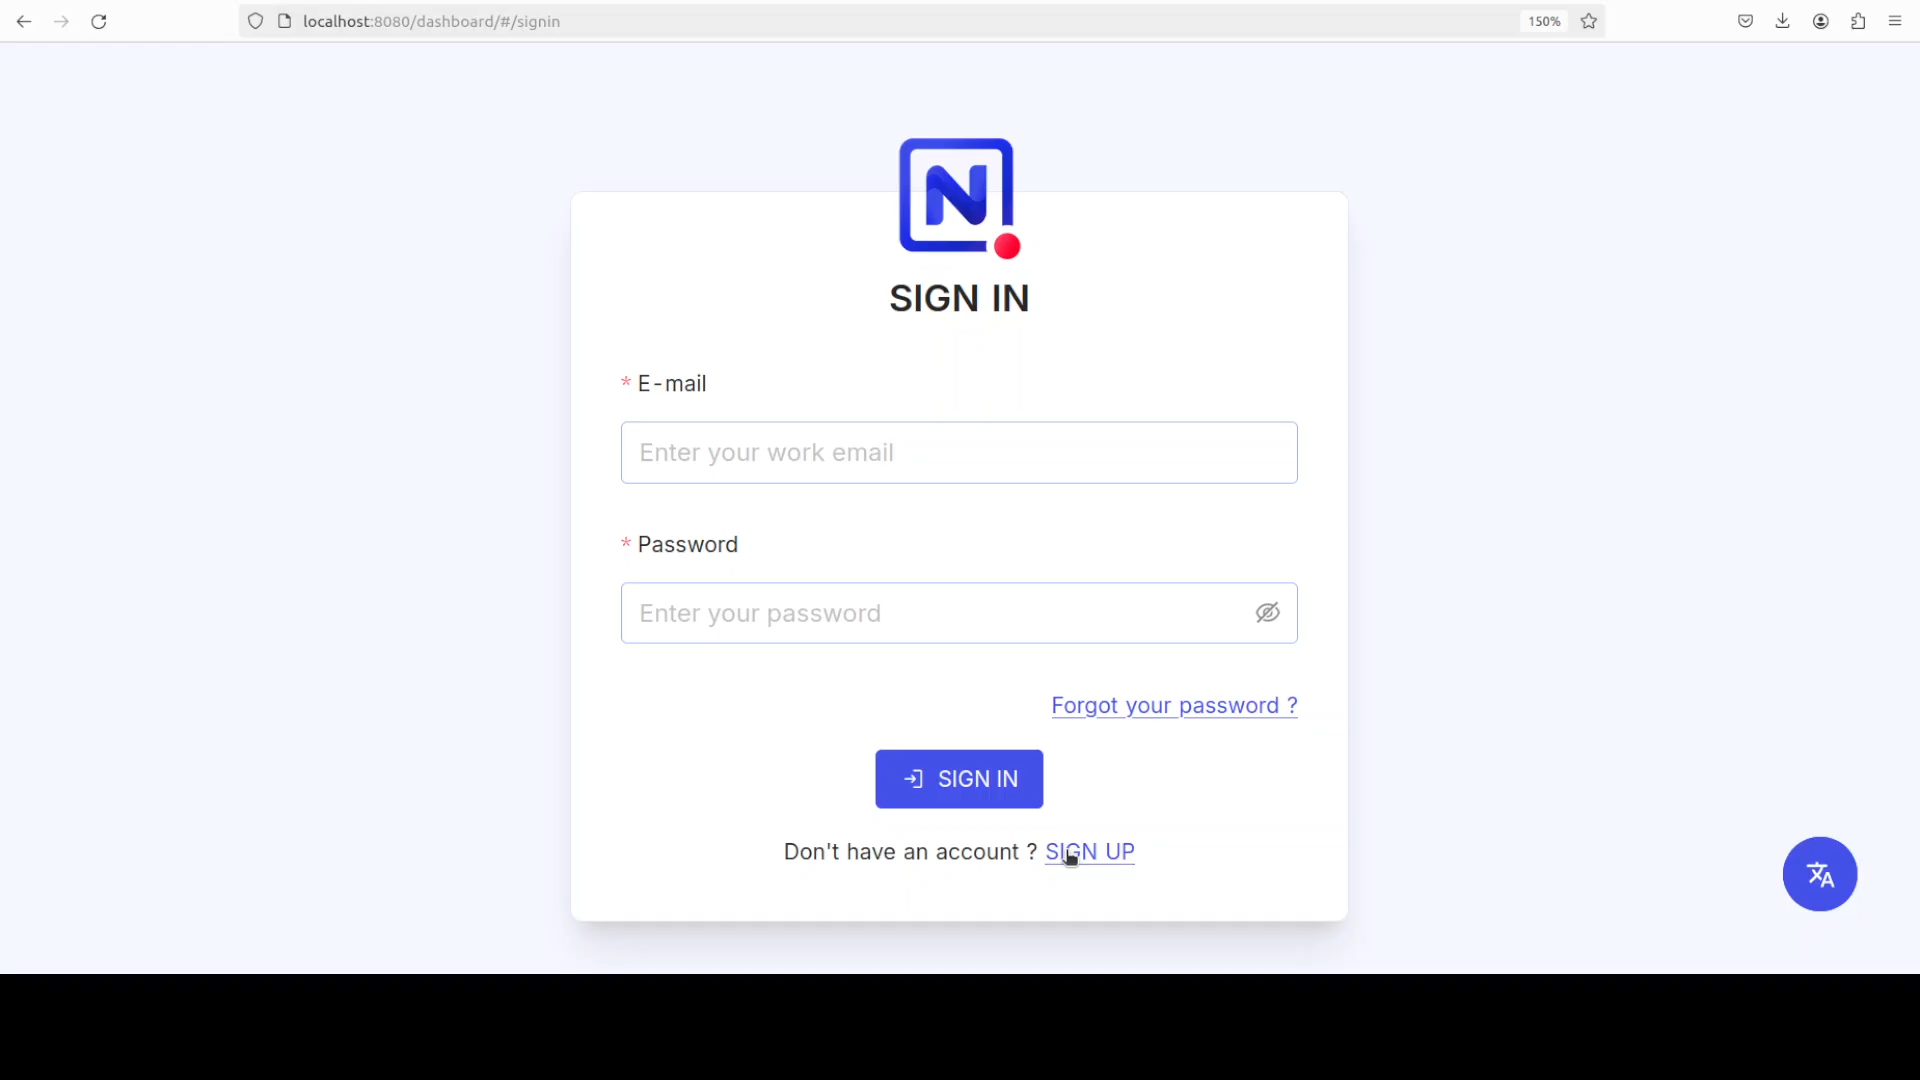 localhost:8080/dashboard/#/signin
150%
N
SIGN IN
* E-mail
Enter your work email
* Password
Enter your password
Forgot your password ?
SIGN IN
Don't have an account ? SIGN UP